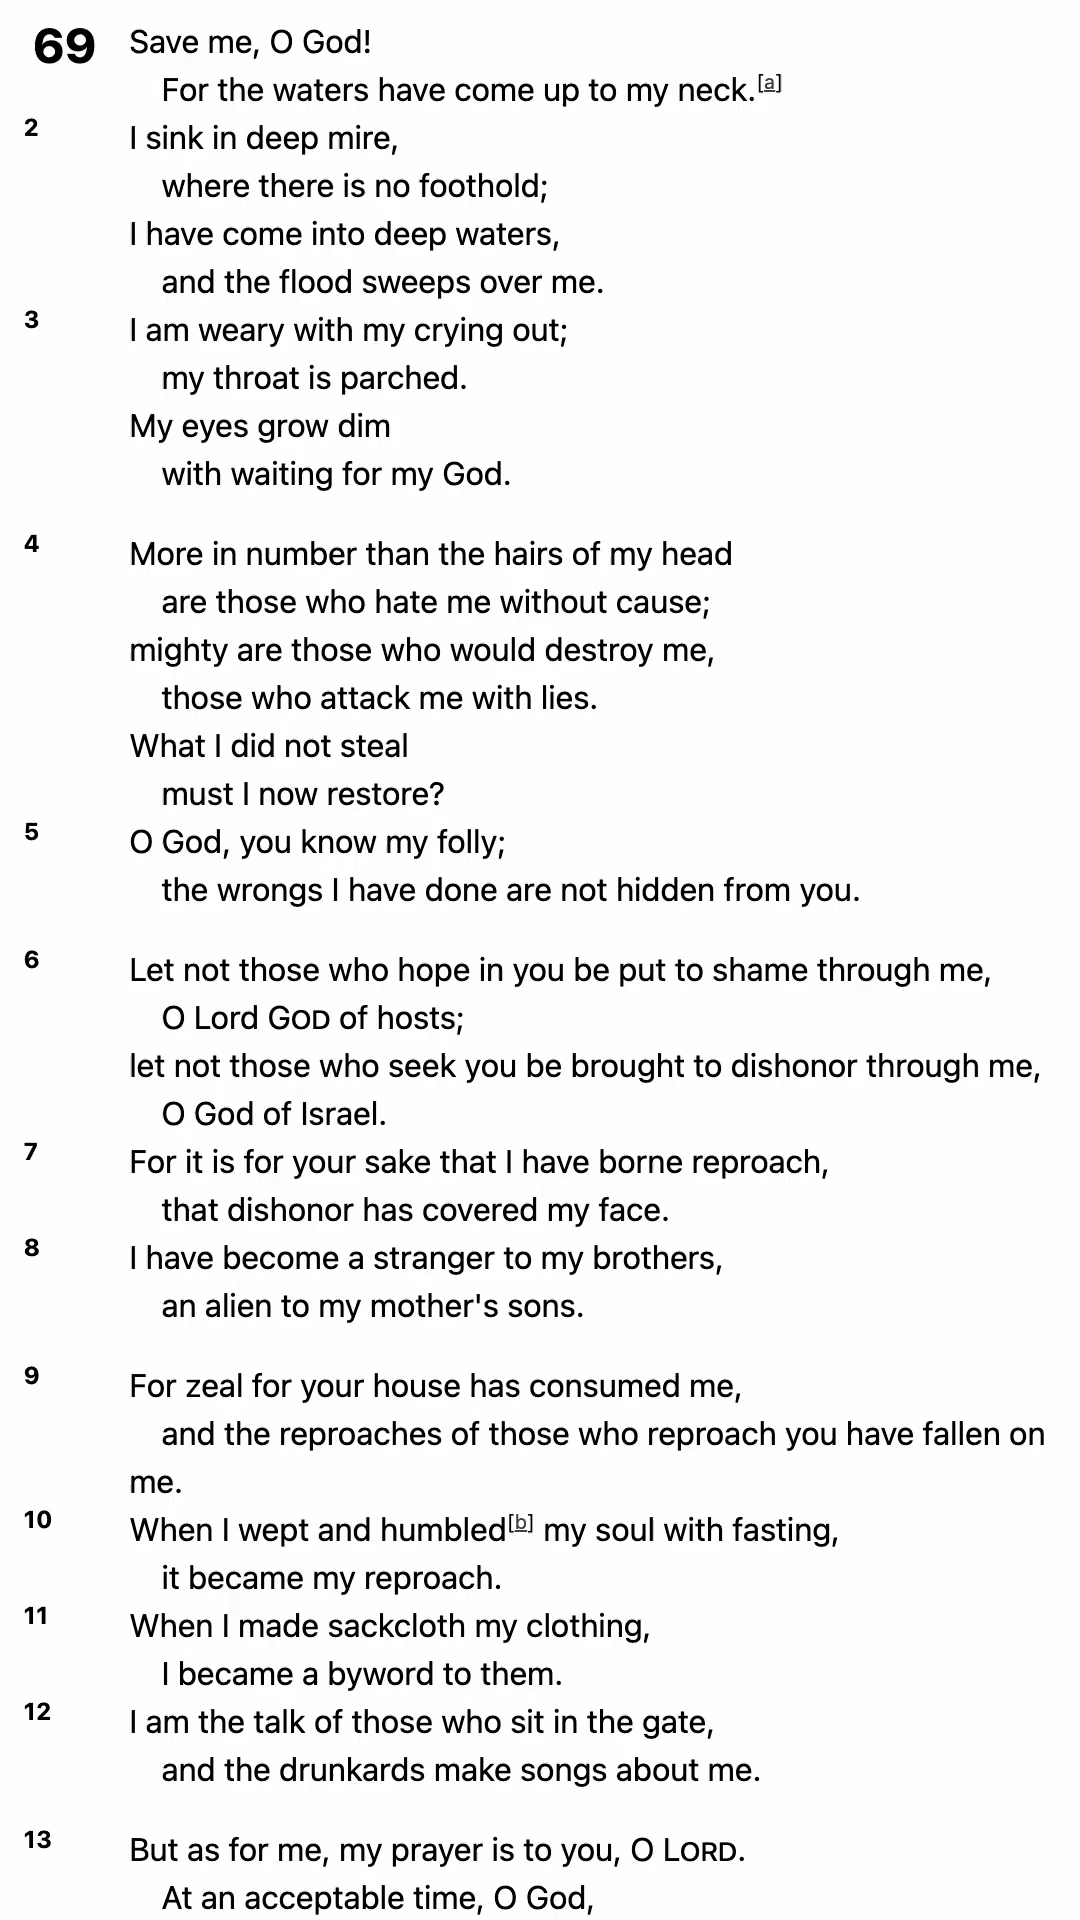 69 Save me, O God!
For the waters have come up to my neck.[a]
2 I sink in deep mire,
where there is no foothold;
I have come into deep waters,
and the flood sweeps over me.
3 I am weary with my crying out;
my throat is parched.
My eyes grow dim
with waiting for my God.
4 More in number than the hairs of my head
are those who hate me without cause;
mighty are those who would destroy me,
those who attack me with lies.
What I did not steal
must I now restore?
5 O God, you know my folly;
the wrongs I have done are not hidden from you.
6 Let not those who hope in you be put to shame through me,
O Lord GOD of hosts;
let not those who seek you be brought to dishonor through me,
O God of Israel.
7 For it is for your sake that I have borne reproach,
that dishonor has covered my face.
8 I have become a stranger to my brothers,
an alien to my mother's sons.
9 For zeal for your house has consumed me,
and the reproaches of those who reproach you have fallen on
me.
10 When I wept and humbled[b] my soul with fasting,
it became my reproach.
11 When I made sackcloth my clothing,
I became a byword to them.
12 I am the talk of those who sit in the gate,
and the drunkards make songs about me.
13 But as for me, my prayer is to you, O LORD.
At an acceptable time, O God,